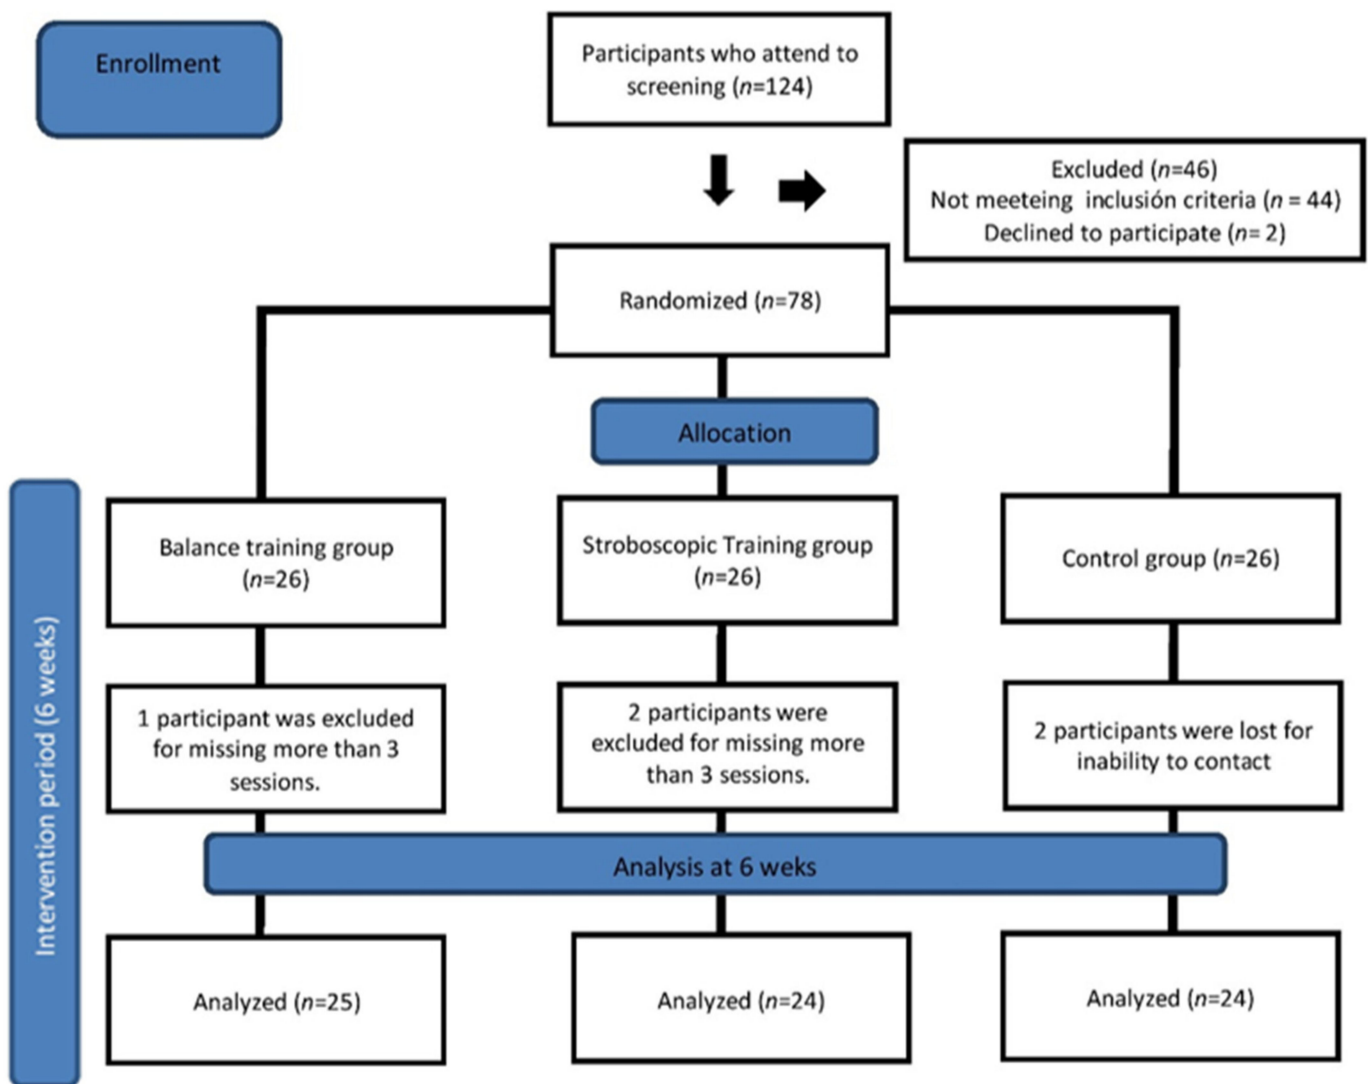 Enrollment
Participants who attend to
screening (n=124)
Excluded (n=46)
Not meeteing inclusión criteria (n = 44)
Declined to participate (n= 2)
Randomized (n=78)
Allocation
Intervention period (6 weeks)
Balance training group
(n=26)
Stroboscopic Training group
(n=26)
Control group (n=26)
1 participant was excluded
for missing more than 3
sessions.
2 participants were
excluded for missing more
than 3 sessions.
2 participants were lost for
inability to contact
Analysis at 6 weks
Analyzed (n=25)
Analyzed (n=24)
Analyzed (n=24)